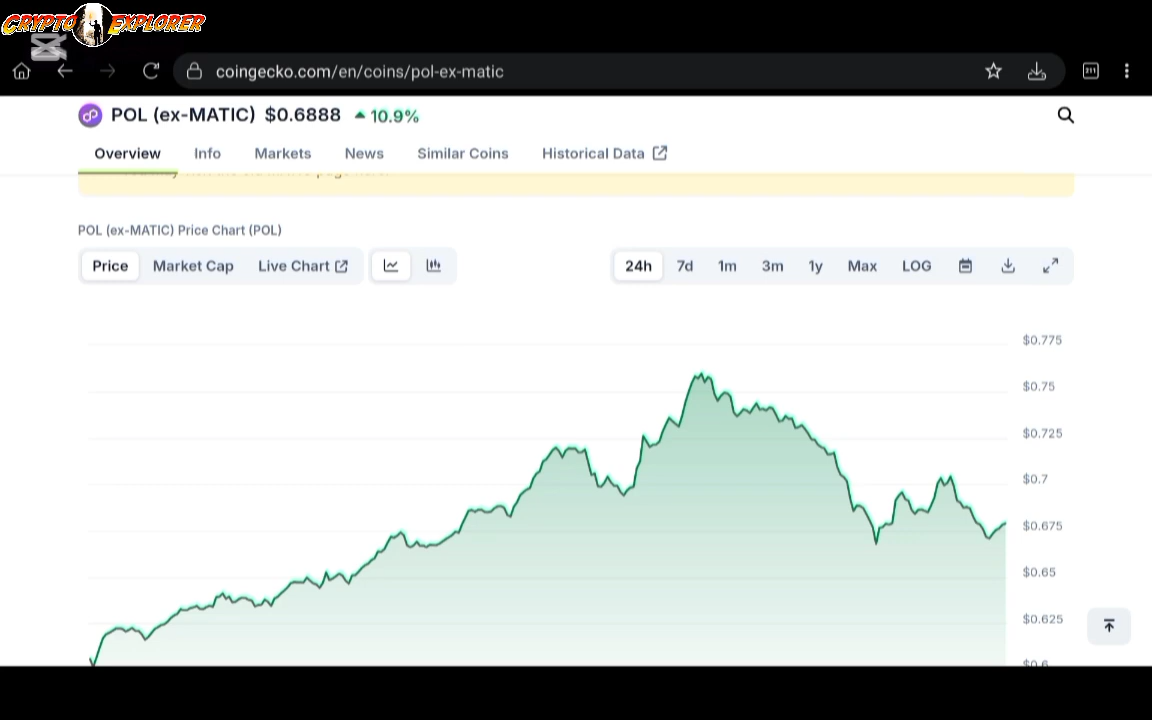 CRYPTO EXPLORER
coingecko.com/en/coins/pol-ex-matic
POL (ex-MATIC) $0.6888 10.9%
Overview Info Markets News Similar Coins Historical Data
POL (ex-MATIC) Price Chart (POL)
Price Market Cap Live Chart 24h 7d 1m 3m 1y Max LOG
$0.775
$0.75
$0.725
$0.7
$0.675
$0.65
$0.625
$0.6